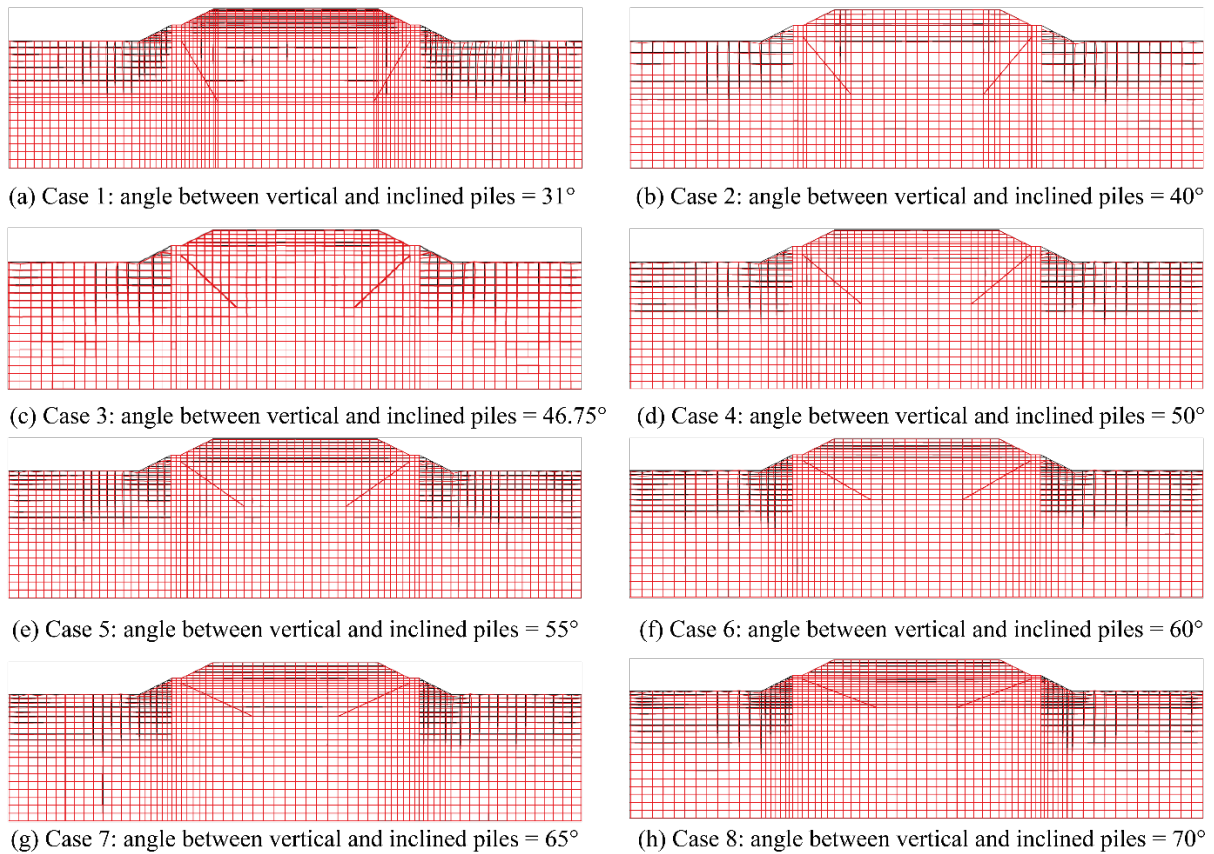 (a) Case 1: angle between vertical and inclined piles = 31°
(b) Case 2: angle between vertical and inclined piles = 40°
(c) Case 3: angle between vertical and inclined piles = 46.75°
(d) Case 4: angle between vertical and inclined piles = 50°
(e) Case 5: angle between vertical and inclined piles = 55°
(f) Case 6: angle between vertical and inclined piles = 60°
(g) Case 7: angle between vertical and inclined piles = 65°
(h) Case 8: angle between vertical and inclined piles = 70°